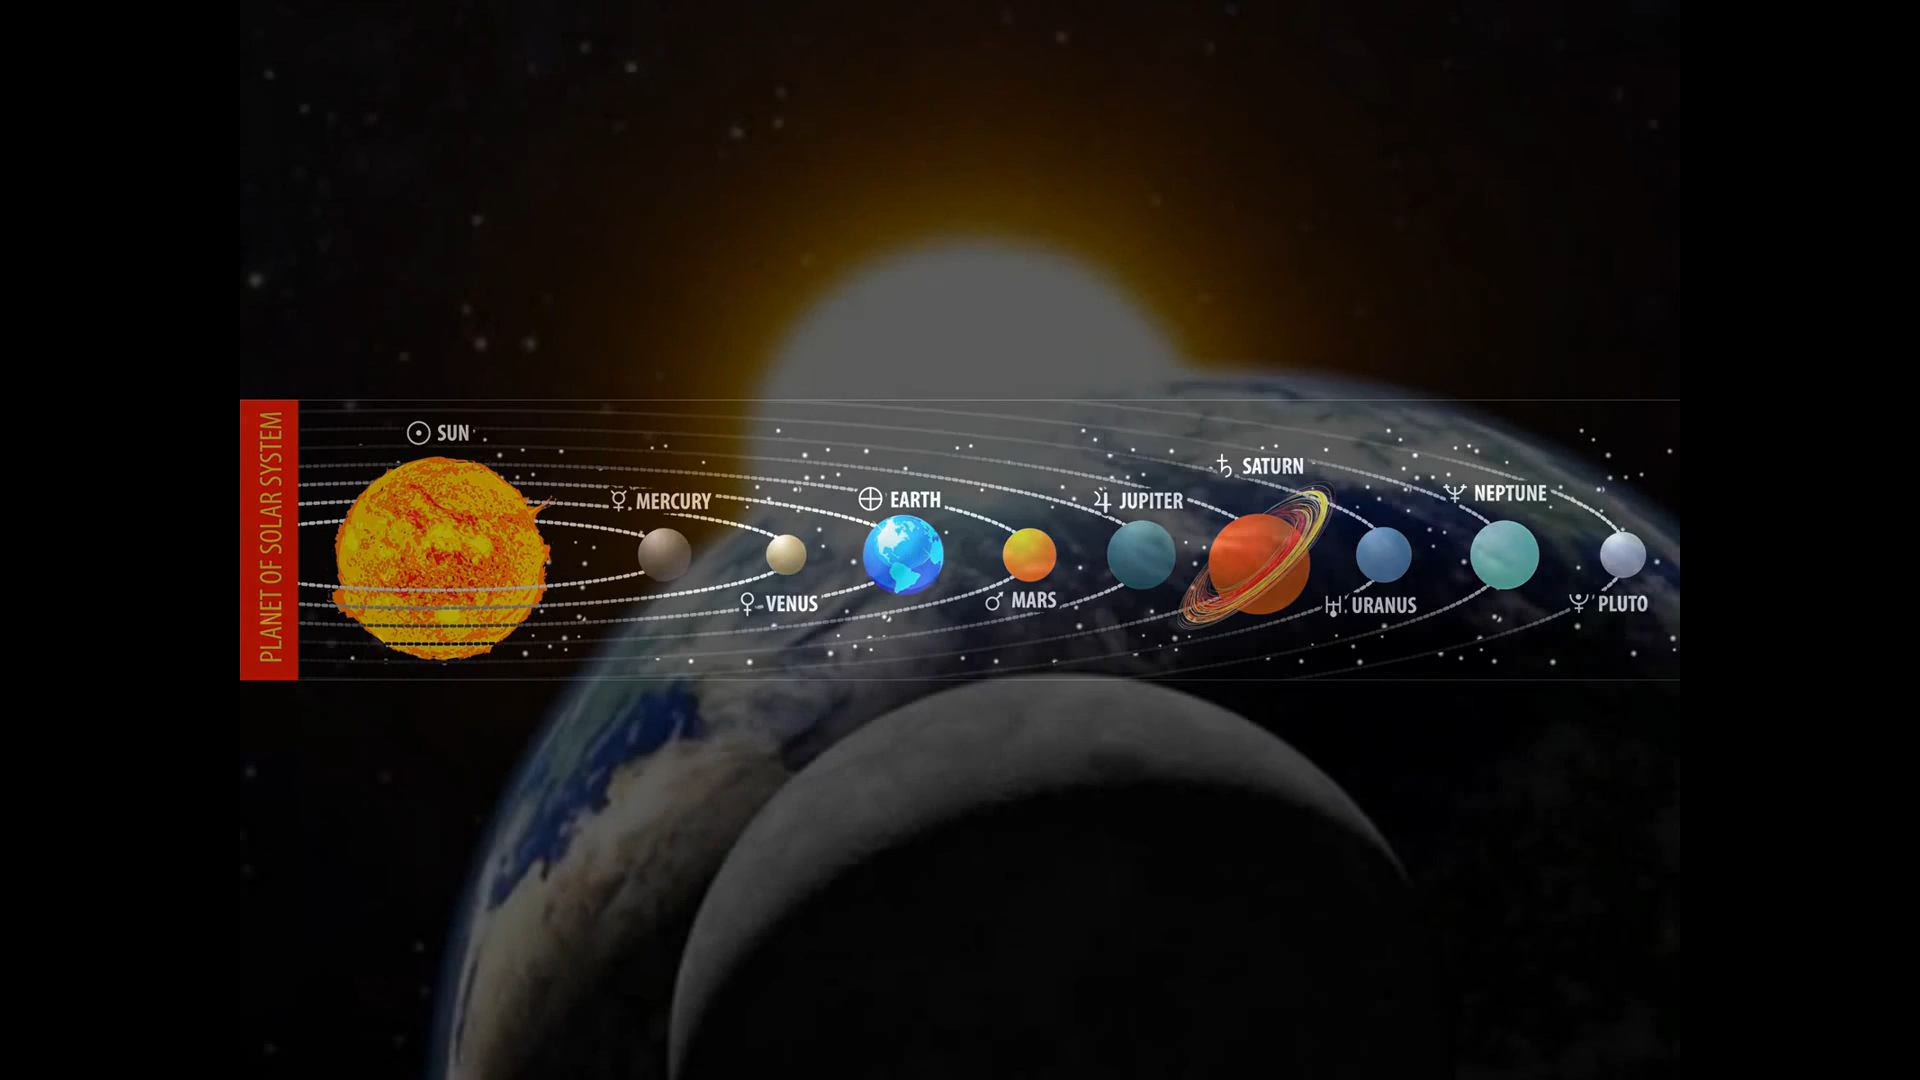 PLANET OF SOLAR SYSTEM
SUN
MERCURY
VENUS
EARTH
MARS
JUPITER
SATURN
URANUS
NEPTUNE
PLUTO